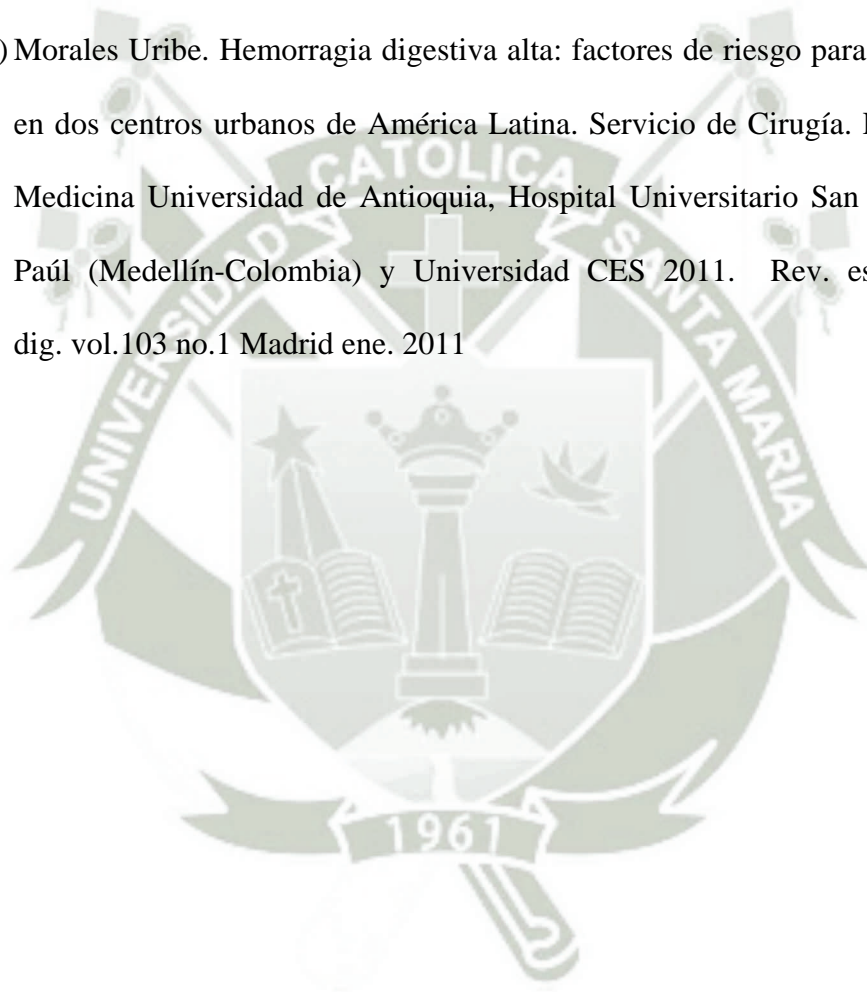 ) Morales Uribe. Hemorragia digestiva alta: factores de riesgo para
en dos centros urbanos de América Latina. Servicio de Cirugía.
Medicina Universidad de Antioquia, Hospital Universitario San
Paúl (Medellín-Colombia) y Universidad CES 2011. Rev. es
dig. vol.103 no.1 Madrid ene. 2011
UNIVERSIDAD CATOLICA SANTA MARIA
1961